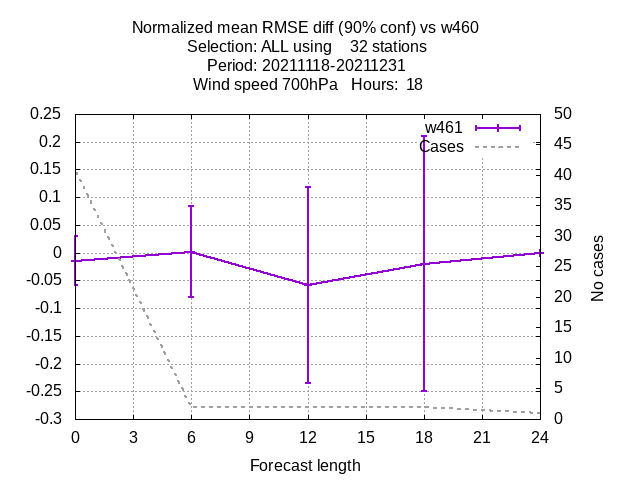 Normalized mean RMSE diff (90% conf) vs w460
Selection: ALL using    32 stations
Period: 20211118-20211231
Wind speed 700hPa   Hours:  18
w461
Cases
0.25
0.2
0.15
0.1
0.05
0
-0.05
-0.1
-0.15
-0.2
-0.25
-0.3
50
45
40
35
30
25
20
15
10
5
0
No cases
0 3 6 9 12 15 18 21 24
Forecast length